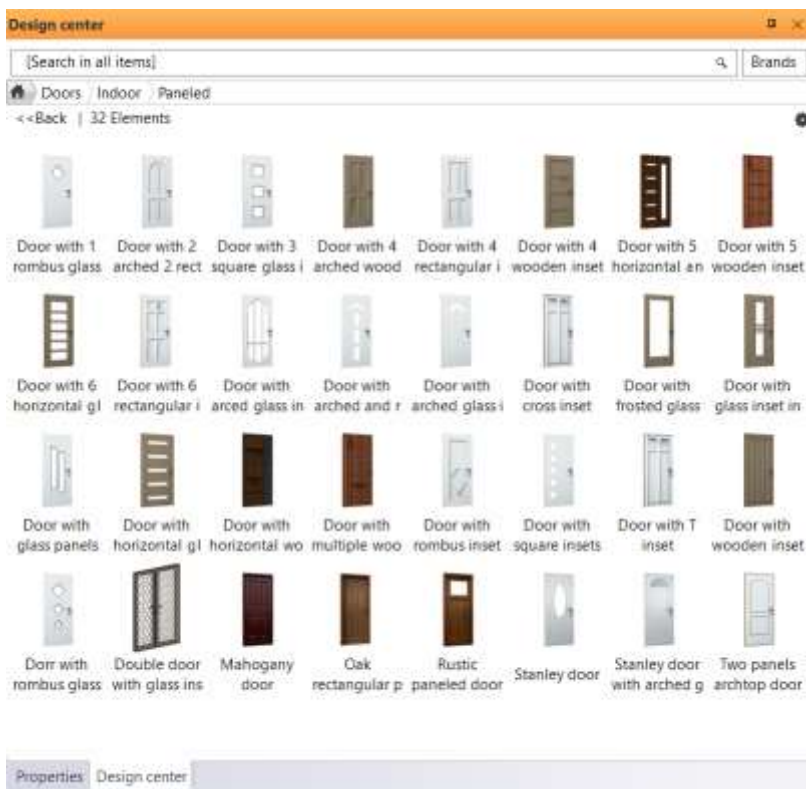 Design center
[Search in all items]
Brands
Doors Indoor Paneled
<<Back | 32 Elements
Door with 1 Door with 2 Door with 3 Door with 4 Door with 4 Door with 4 Door with 5 Door with 5
rombus glass arched 2 rect square glass i arched wood rectangular i wooden inset horizontal an wooden inset
Door with 6 Door with 6 Door with Door with Door with Door with Door with Door with
horizontal gl rectangular i arced glass in arched and r arched glass i cross inset frosted glass glass inset in
Door with Door with Door with Door with Door with Door with Door with T Door with
glass panels horizontal gl horizontal wo multiple woo rombus inset square insets inset wooden inset
Dorr with Double door Mahogany Oak Rustic Stanley door Stanley door Two panels
rombus glass with glass ins door rectangular p paneled door with arched g archtop door
Properties Design center